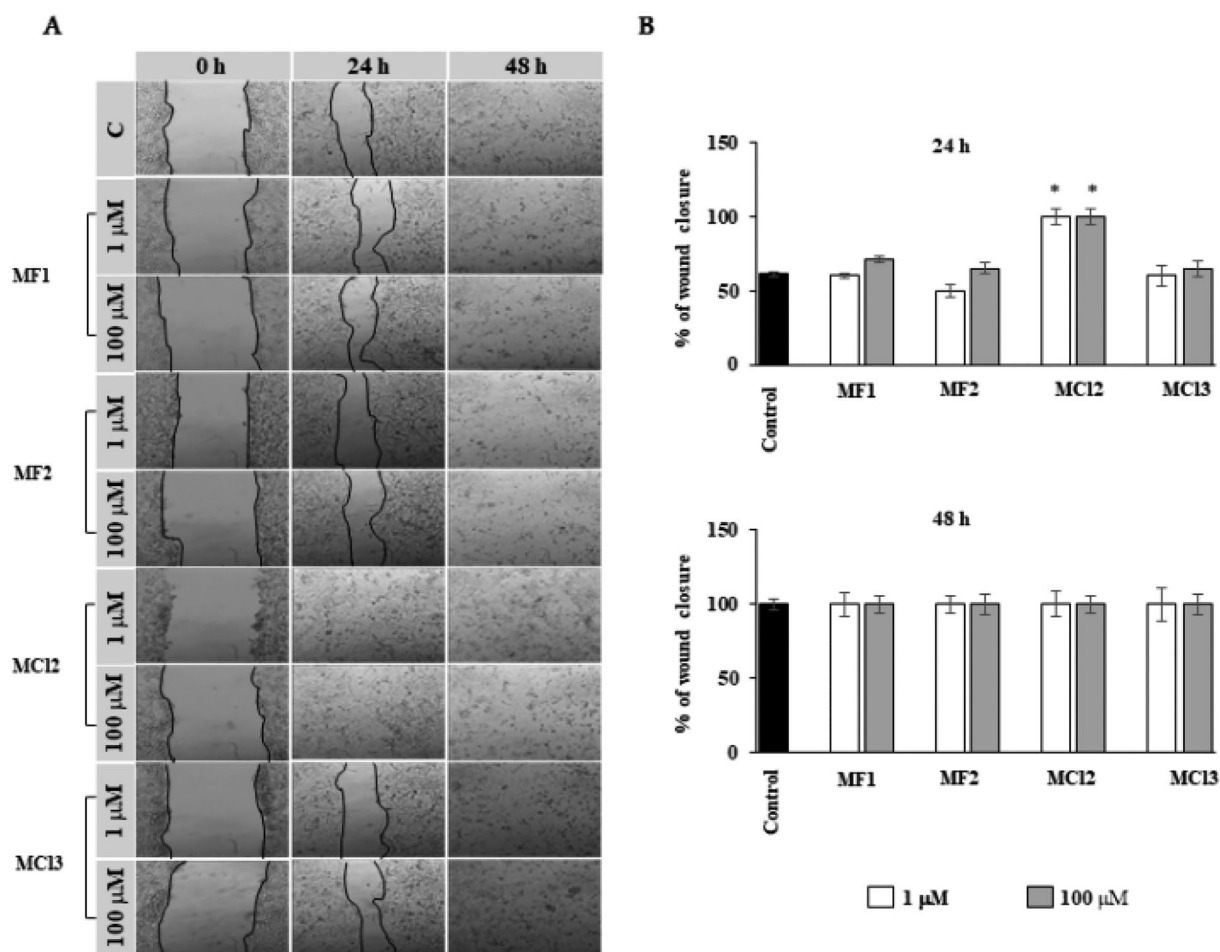 A
0 h 24 h 48 h
C
MF1
1 µM
100 µM
MF2
1 µM
100 µM
MCl2
1 µM
100 µM
MCl3
1 µM
100 µM
B
24 h
% of wound closure
150
100
50
0
* *
Control MF1 MF2 MCl2 MCl3
48 h
% of wound closure
150
100
50
0
Control MF1 MF2 MCl2 MCl3
1 µM 100 µM